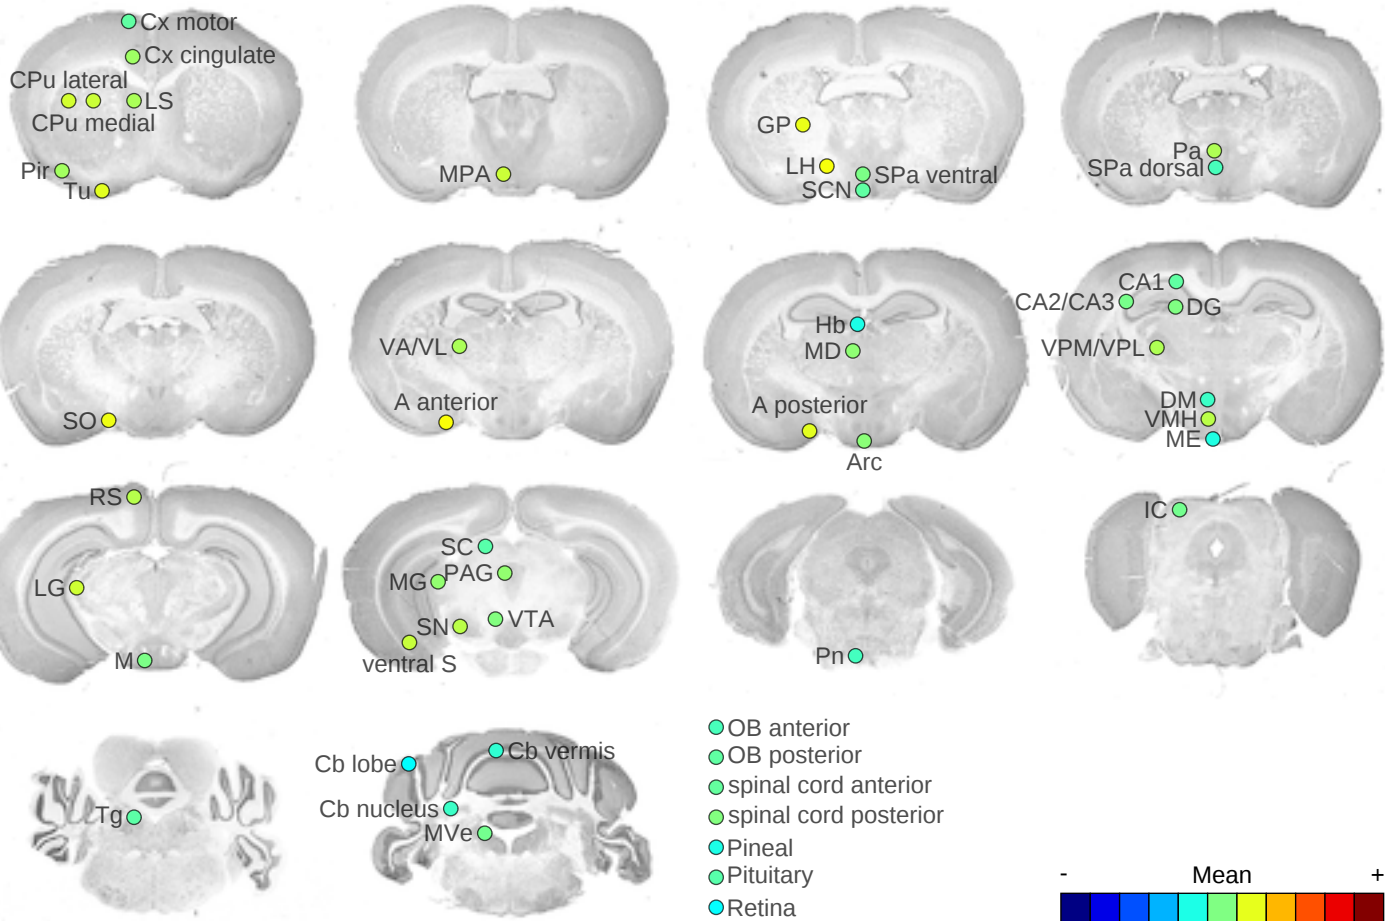 Cx motor
Cx cingulate
CPu lateral
LS
CPu medial
Pir
Tu
MPA
GP
LH
SPa ventral
SCN
Pa
SPa dorsal
SO
VA/VL
A anterior
Hb
MD
A posterior
Arc
CA1
CA2/CA3
DG
VPM/VPL
DM
VMH
ME
RS
LG
M
SC
MG
PAG
SN
VTA
ventral S
Pn
IC
Tg
Cb lobe
Cb vermis
Cb nucleus
MVe
OB anterior
OB posterior
spinal cord anterior
spinal cord posterior
Pineal
Pituitary
Retina
- Mean +